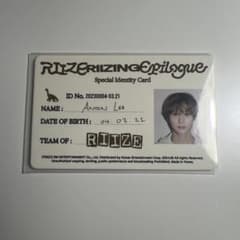 RIIZE RIIZING Epilogue
Special Identity Card
ID No. 20230904-03.21
NAME : Anton Lee
DATE OF BIRTH : 04. 03. 21
TEAM OF : RIIZE